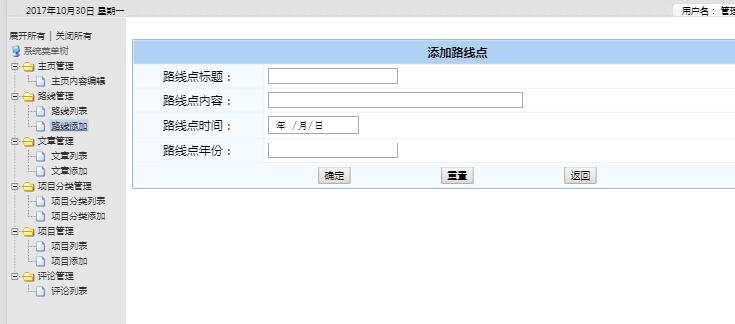 2017年10月30日 星期一
用户名： 管理
展开所有 | 关闭所有
系统菜单树
主页管理
主页内容编辑
路线管理
路线列表
路线添加
文章管理
文章列表
文章添加
项目分类管理
项目分类列表
项目分类添加
项目管理
项目列表
项目添加
评论管理
评论列表
添加路线点
路线点标题：
路线点内容：
路线点时间： 年 /月/日
路线点年份：
确定 重置 返回